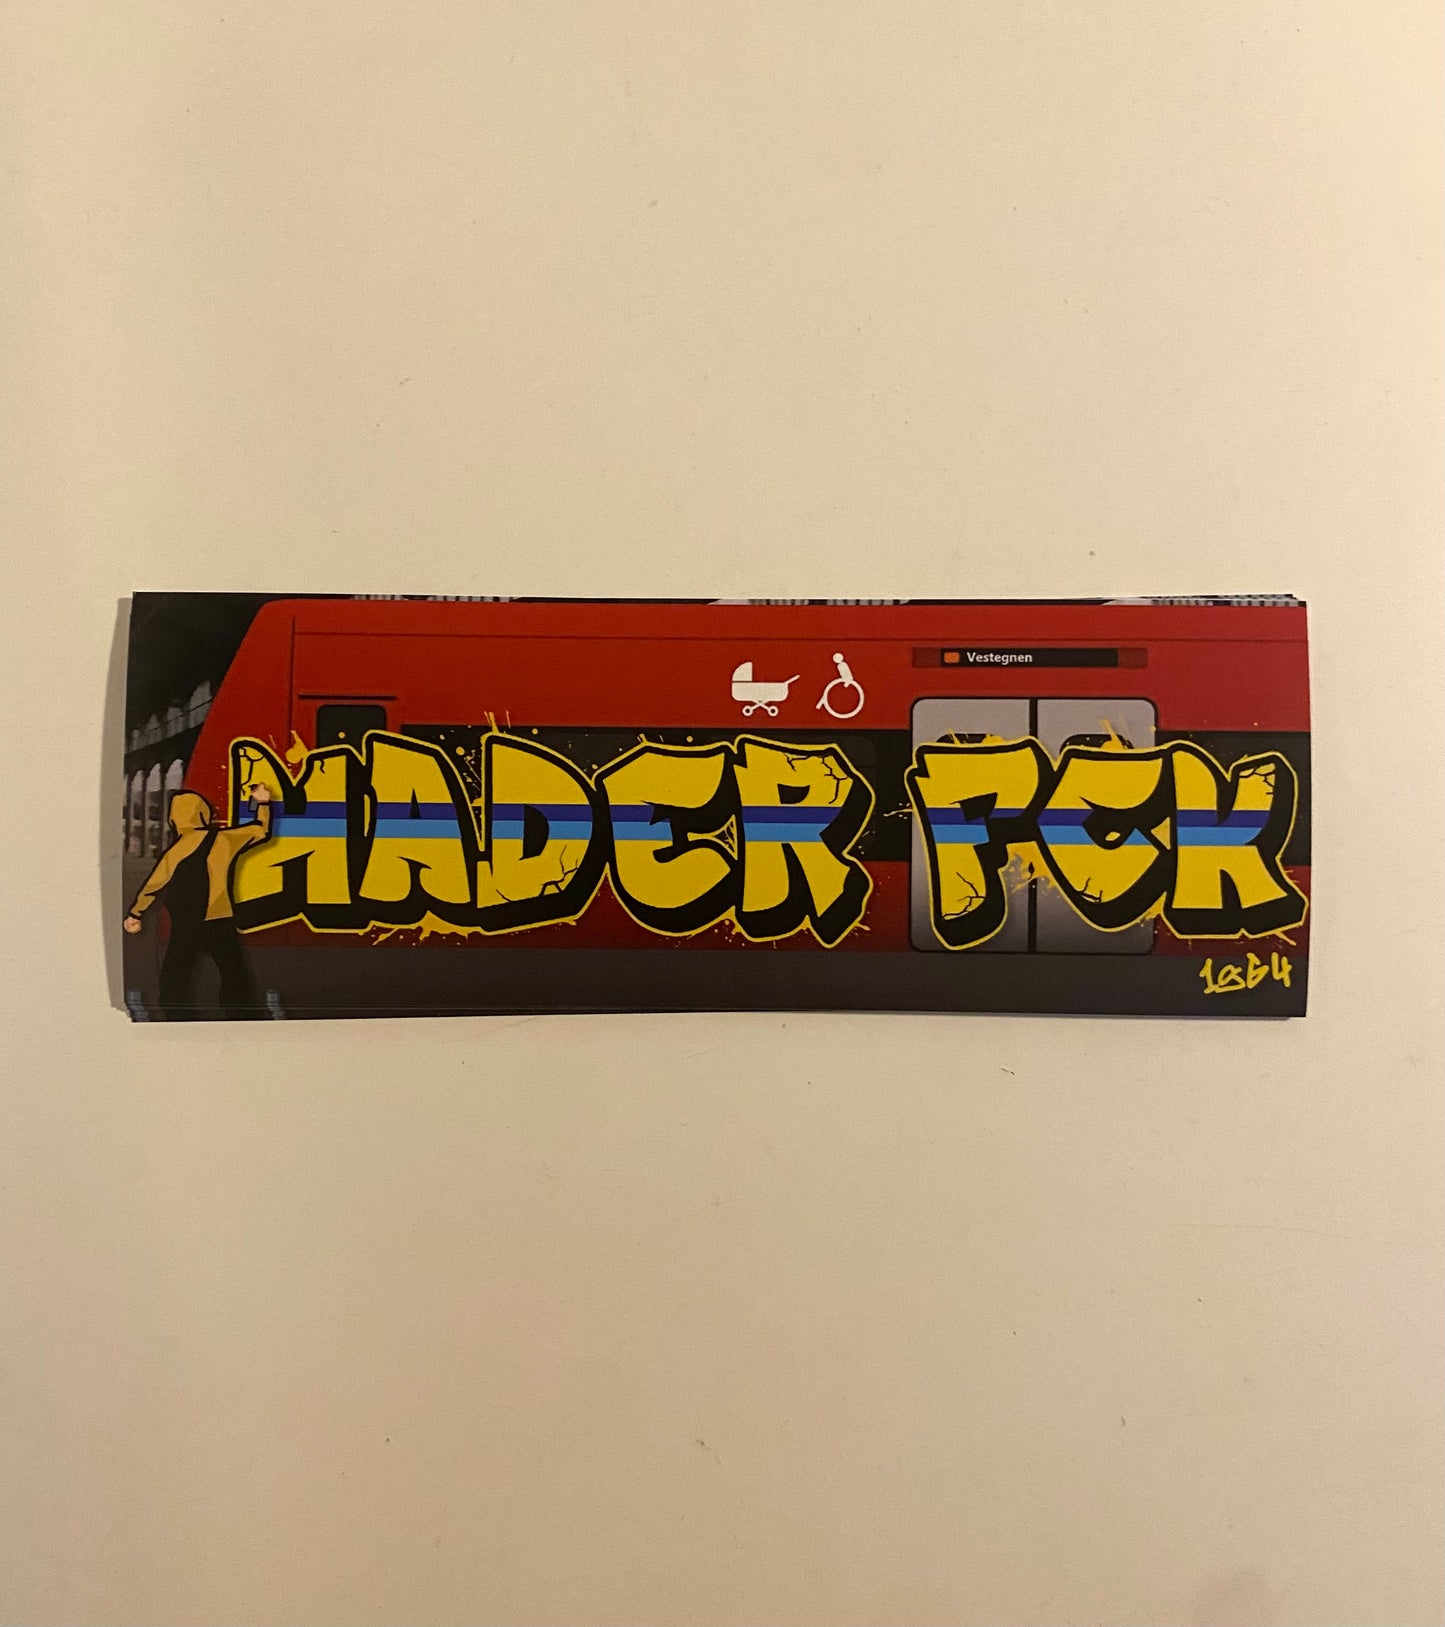 Vestegnen
HADER FCK
1964